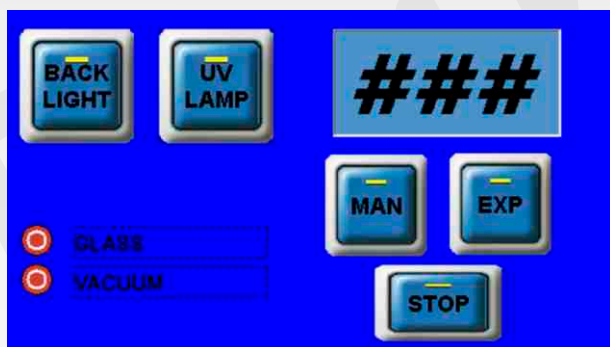 BACK
LIGHT
UV
LAMP
###
MAN
EXP
GLASS
VACUUM
STOP